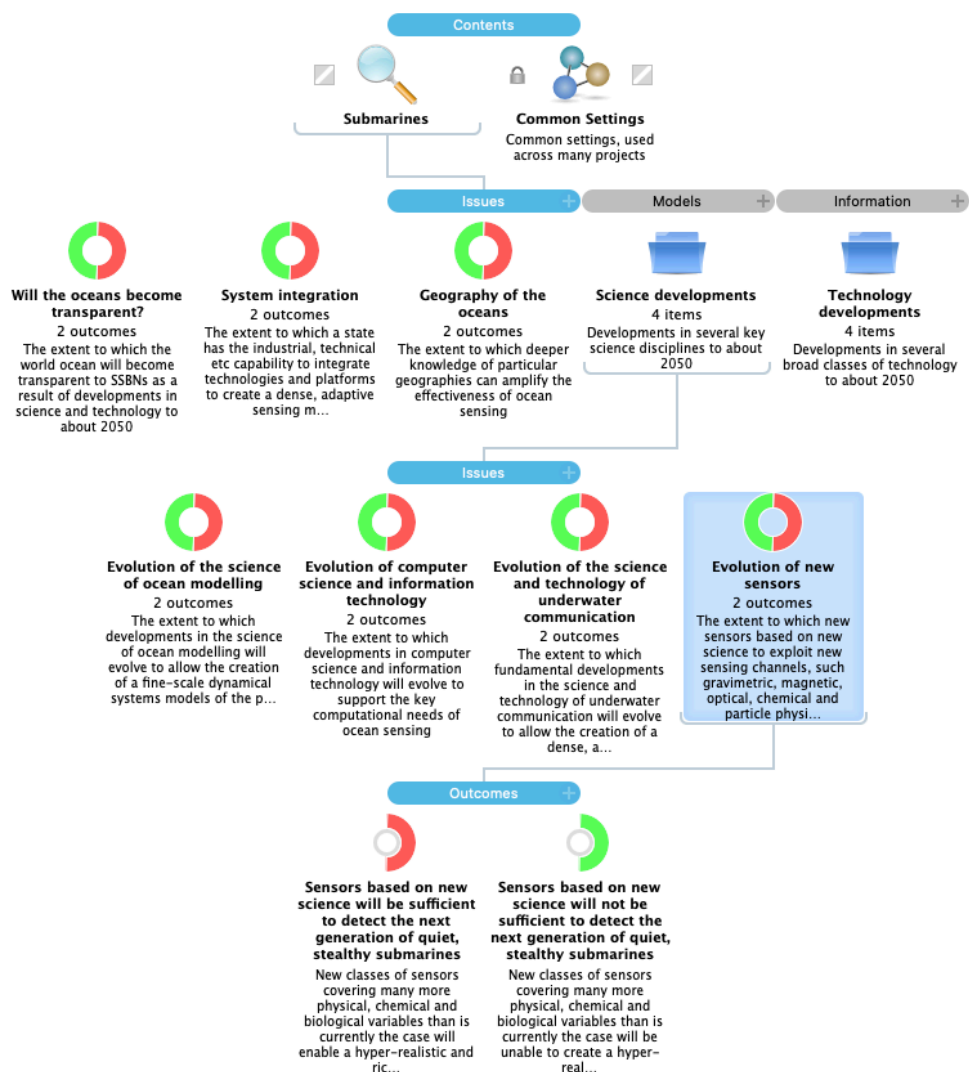 Contents
Submarines
Common Settings
Common settings, used
across many projects
Issues
Models
Information
Will the oceans become
transparent?
2 outcomes
The extent to which the
world ocean will become
transparent to SSBNs as a
result of developments in
science and technology to
about 2050
System integration
2 outcomes
The extent to which a state
has the industrial, technical
etc capability to integrate
technologies and platforms
to create a dense, adaptive
sensing m...
Geography of the
oceans
2 outcomes
The extent to which deeper
knowledge of particular
geographies can amplify the
effectiveness of ocean
sensing
Science developments
4 items
Developments in several key
science disciplines to about
2050
Technology
developments
4 items
Developments in several
broad classes of technology
to about 2050
Issues
Evolution of the science
of ocean modelling
2 outcomes
The extent to which
developments in the science
of ocean modelling will
evolve to allow the creation
of a fine-scale dynamical
systems models of the p...
Evolution of computer
science and information
technology
2 outcomes
The extent to which
developments in computer
science and information
technology will evolve to
support the key
computational needs of
ocean sensing
Evolution of the science
and technology of
underwater
communication
2 outcomes
The extent to which
fundamental developments
in the science and
technology of underwater
communication will evolve
to allow the creation of a
dense, a...
Evolution of new
sensors
2 outcomes
The extent to which new
sensors based on new
science to exploit new
sensing channels, such
gravimetric, magnetic,
optical, chemical and
particle physi...
Outcomes
Sensors based on new
science will be sufficient
to detect the next
generation of quiet,
stealthy submarines
New classes of sensors
covering many more
physical, chemical and
biological variables than is
currently the case will
enable a hyper-realistic and
ric...
Sensors based on new
science will not be
sufficient to detect the
next generation of quiet,
stealthy submarines
New classes of sensors
covering many more
physical, chemical and
biological variables than is
currently the case will be
unable to create a hyper-
real...